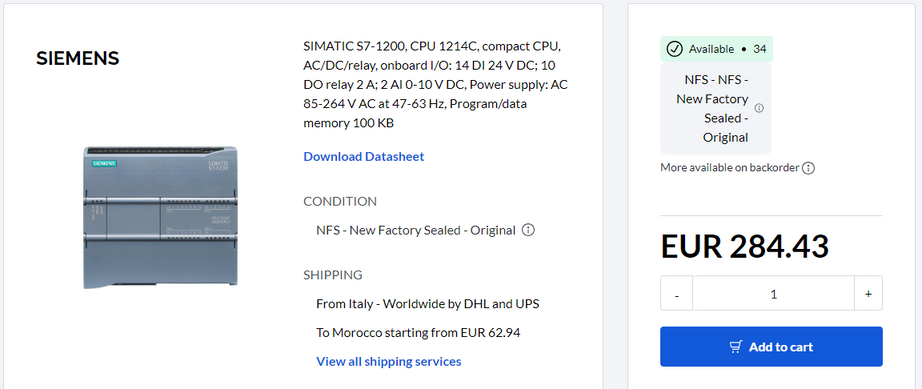 SIEMENS
SIMATIC S7-1200, CPU 1214C, compact CPU,
AC/DC/relay, onboard I/O: 14 DI 24 V DC; 10
DO relay 2 A; 2 AI 0-10 V DC, Power supply: AC
85-264 V AC at 47-63 Hz, Program/data
memory 100 KB
Download Datasheet
CONDITION
NFS - New Factory Sealed - Original
SHIPPING
From Italy - Worldwide by DHL and UPS
To Morocco starting from EUR 62.94
View all shipping services
SIEMENS
SIMATIC
S7-1200
Available • 34
NFS - NFS -
New Factory
Sealed -
Original
More available on backorder
EUR 284.43
- 1 +
Add to cart